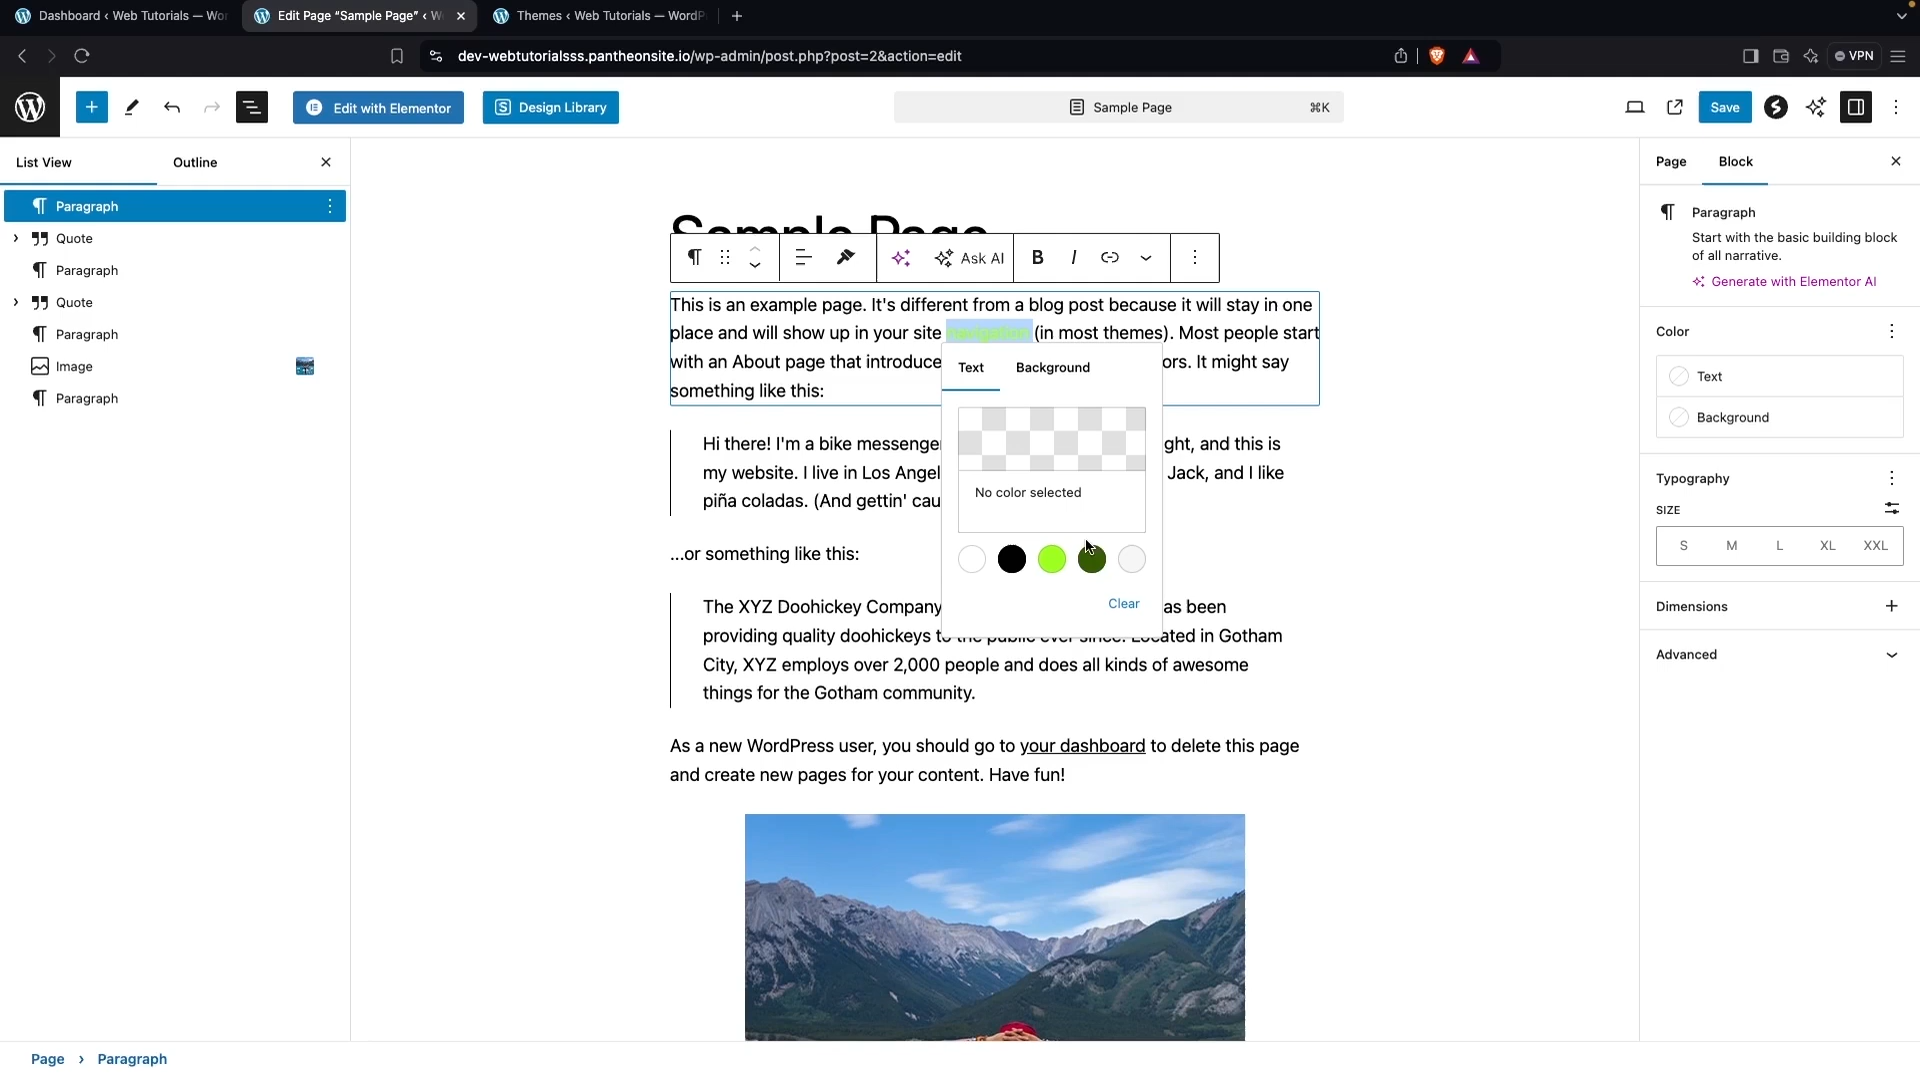 Dashboard ‹ Web Tutorials — Wor
Edit Page “Sample Page” ‹ W
Themes ‹ Web Tutorials — WordP
dev-webtutorialsss.pantheonsite.io/wp-admin/post.php?post=2&action=edit
VPN
Edit with Elementor
Design Library
Sample Page
⌘K
Save
List View
Outline
Paragraph
Quote
Paragraph
Quote
Paragraph
Image
Paragraph
Sample Page
Ask AI
B I
This is an example page. It's different from a blog post because it will stay in one
place and will show up in your site navigation (in most themes). Most people start
with an About page that introduce ors. It might say
something like this:
Text
Background
No color selected
Clear
Hi there! I'm a bike messenger ght, and this is
my website. I live in Los Angel Jack, and I like
piña coladas. (And gettin' cau
...or something like this:
The XYZ Doohickey Company as been
providing quality doohickeys to the public ever since. Located in Gotham
City, XYZ employs over 2,000 people and does all kinds of awesome
things for the Gotham community.
As a new WordPress user, you should go to your dashboard to delete this page
and create new pages for your content. Have fun!
Page
Block
Paragraph
Start with the basic building block
of all narrative.
Generate with Elementor AI
Color
Text
Background
Typography
SIZE
S M L XL XXL
Dimensions
Advanced
Page › Paragraph